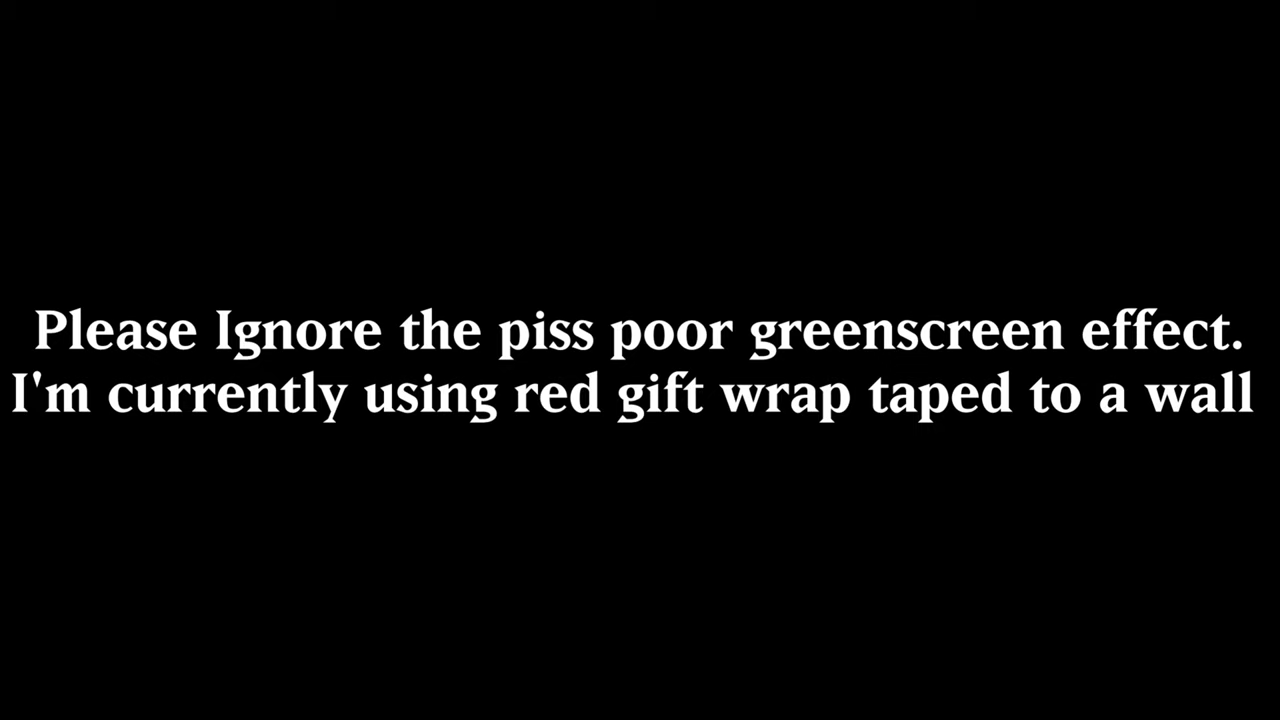 Please Ignore the piss poor greenscreen effect.
I'm currently using red gift wrap taped to a wall